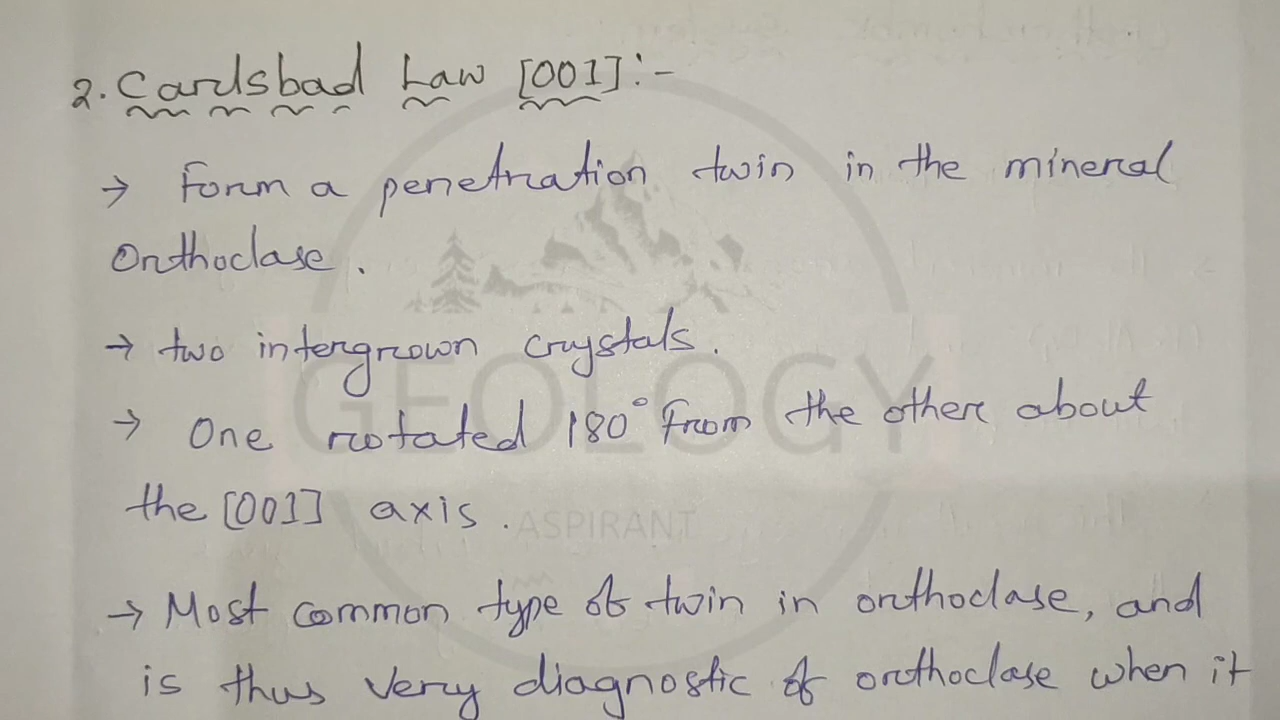 2. Carlsbad Law [001]:-
→ Form a penetration twin in the mineral
Orthoclase.
→ two intergrown crystals.
GEOLOGY
→ One rotated 180° from the other about
the [001] axis.
ASPIRANT
→ Most common type of twin in orthoclase, and
is thus very diagnostic of orthoclase when it